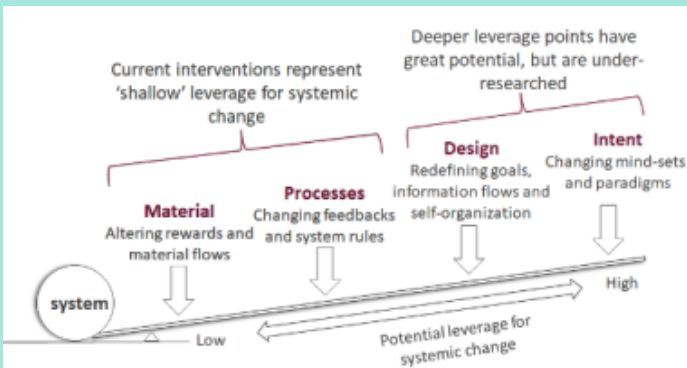 Current interventions represent
'shallow' leverage for systemic
change
Deeper leverage points have
great potential, but are under-
researched
Material
Altering rewards and
material flows
Processes
Changing feedbacks
and system rules
Design
Redefining goals,
information flows and
self-organization
Intent
Changing mind-sets
and paradigms
system
Low
High
Potential leverage for
systemic change